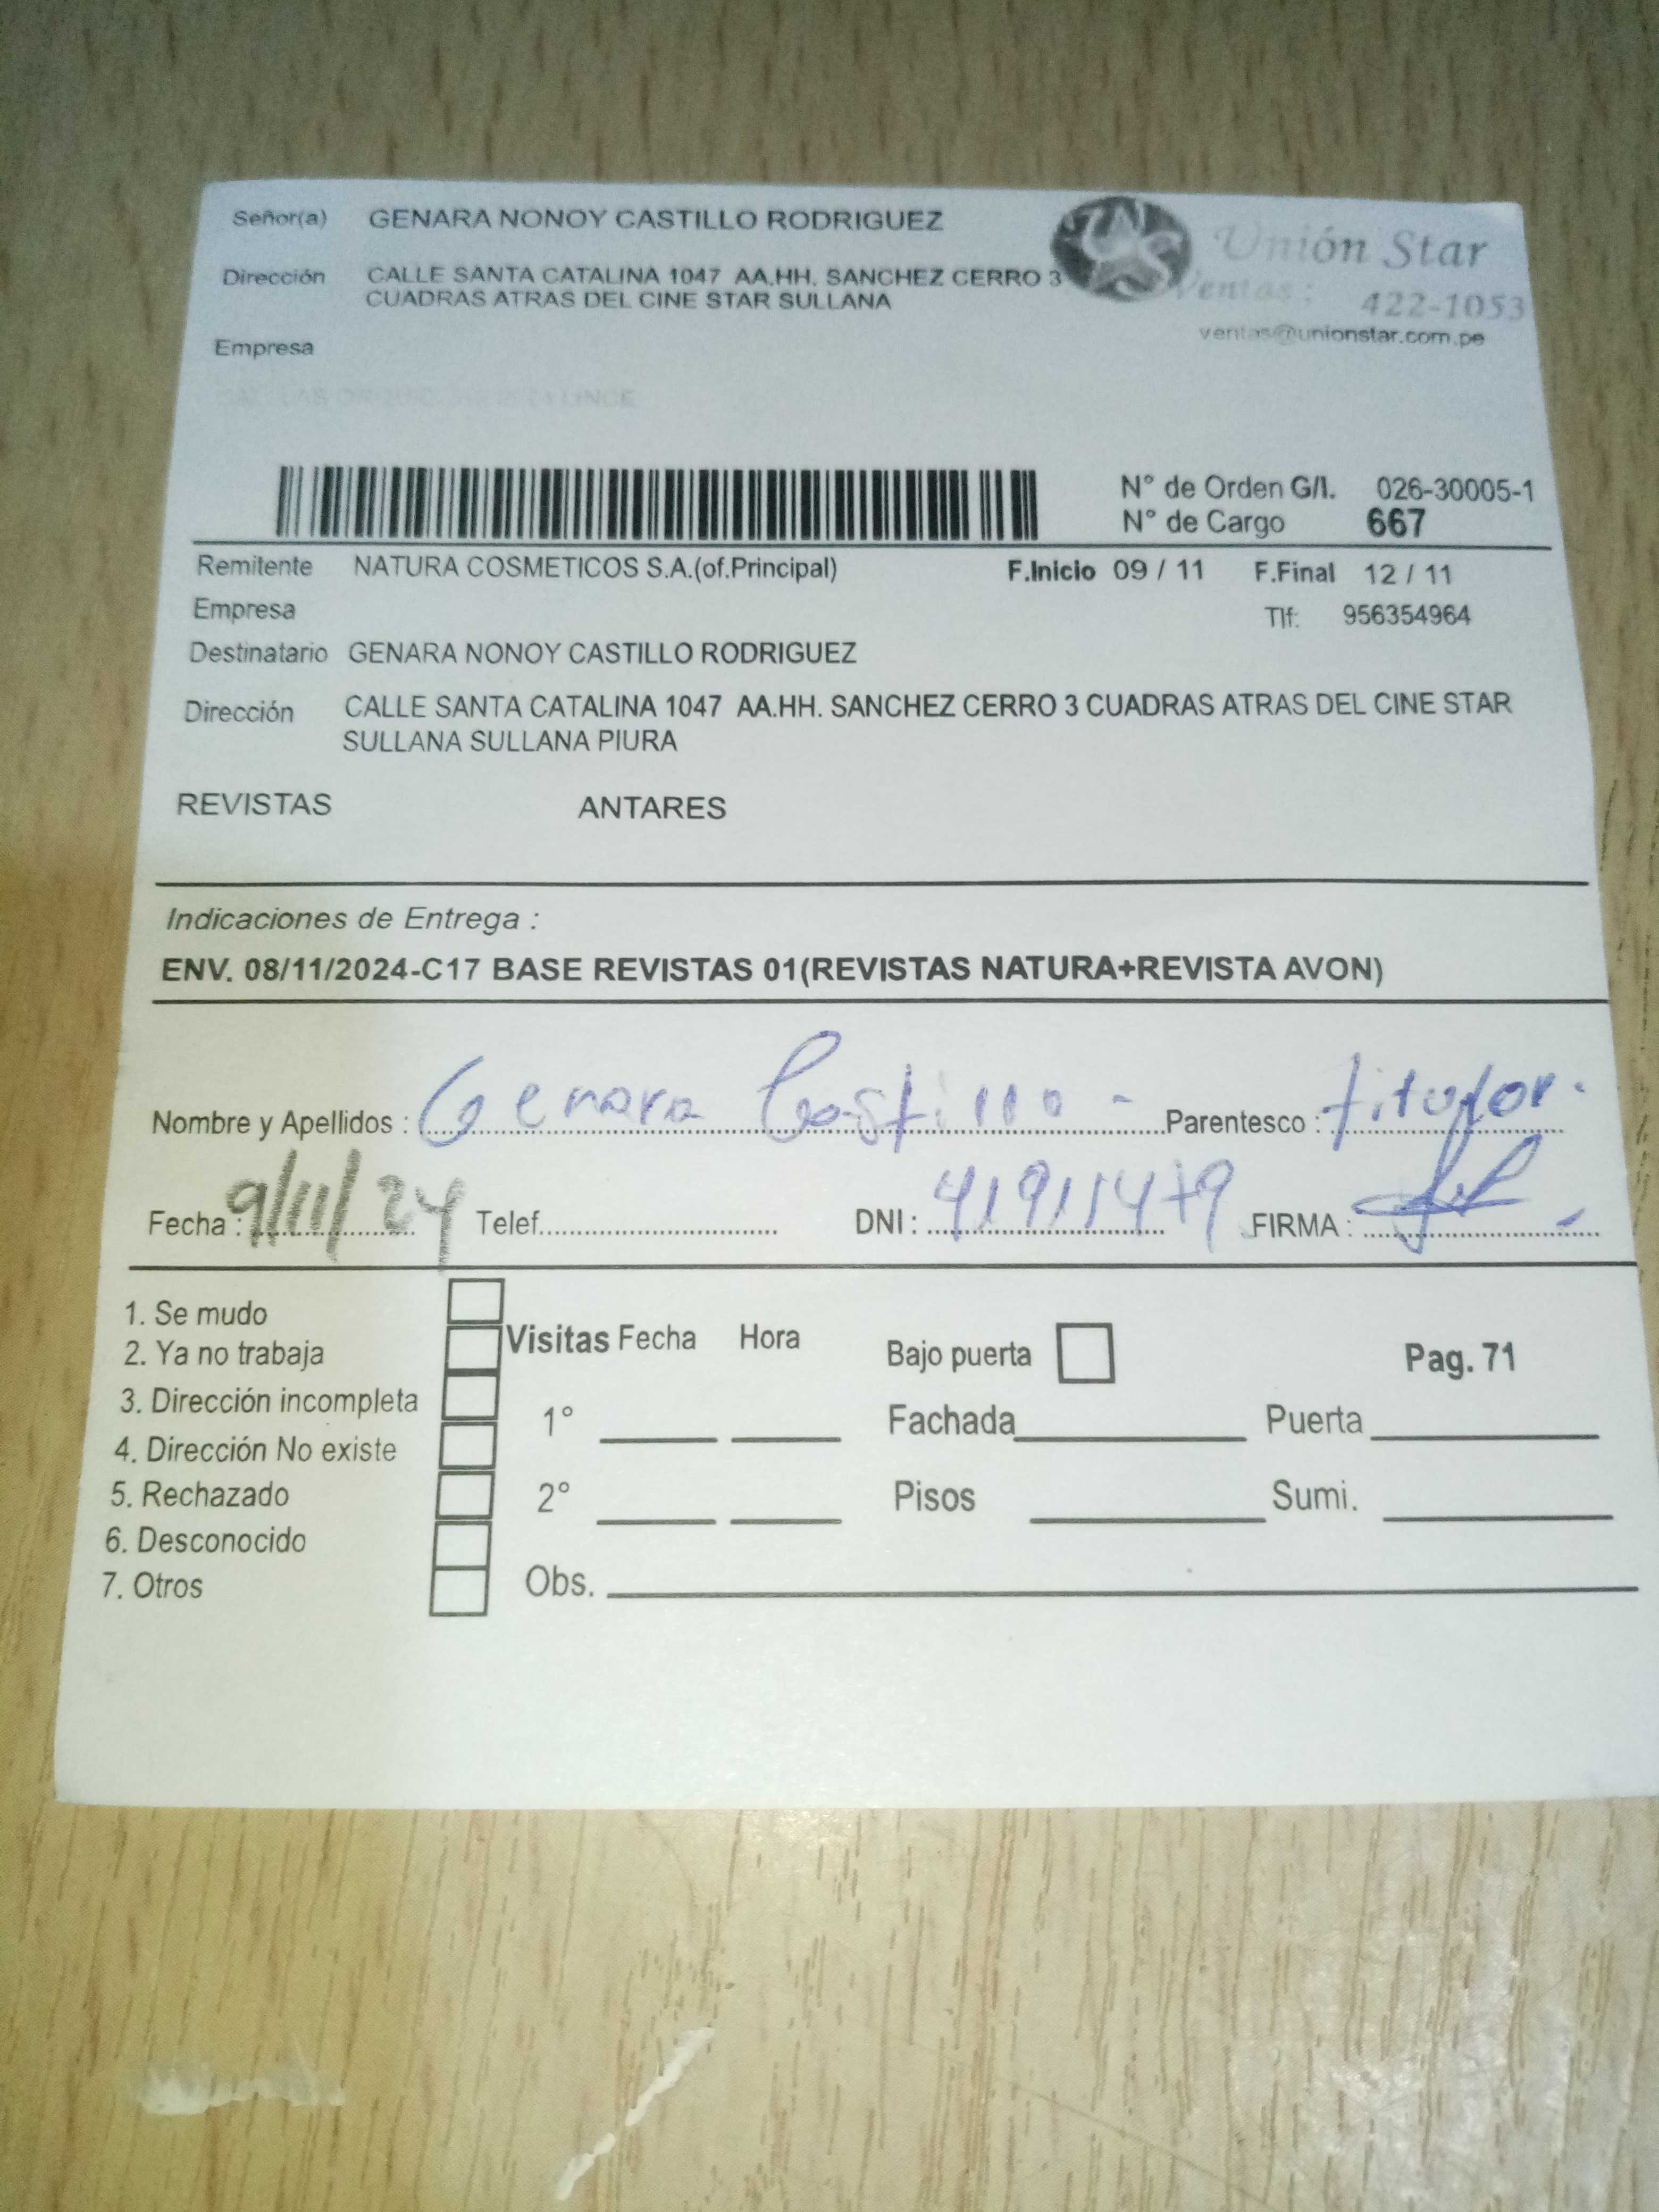 Señor(a) GENARA NONOY CASTILLO RODRIGUEZ
Unión Star
Dirección CALLE SANTA CATALINA 1047 AA.HH. SANCHEZ CERRO 3
CUADRAS ATRAS DEL CINE STAR SULLANA
Ventas : 422-1053
ventas@unionstar.com.pe
Empresa
LINCE
N° de Orden G/I. 026-30005-1
N° de Cargo 667
Remitente NATURA COSMETICOS S.A.(of.Principal) F.Inicio 09 / 11 F.Final 12 / 11
Empresa Tlf: 956354964
Destinatario GENARA NONOY CASTILLO RODRIGUEZ
Dirección CALLE SANTA CATALINA 1047 AA.HH. SANCHEZ CERRO 3 CUADRAS ATRAS DEL CINE STAR
SULLANA SULLANA PIURA
REVISTAS ANTARES
Indicaciones de Entrega :
ENV. 08/11/2024-C17 BASE REVISTAS 01(REVISTAS NATURA+REVISTA AVON)
Nombre y Apellidos : Genara Castillo - Parentesco : titular.
Fecha : 9/11/24 Telef. DNI : 41911479 FIRMA :
1. Se mudo
2. Ya no trabaja
3. Dirección incompleta
4. Dirección No existe
5. Rechazado
6. Desconocido
7. Otros
Visitas Fecha Hora
1°
2°
Obs.
Bajo puerta Pag. 71
Fachada Puerta
Pisos Sumi.